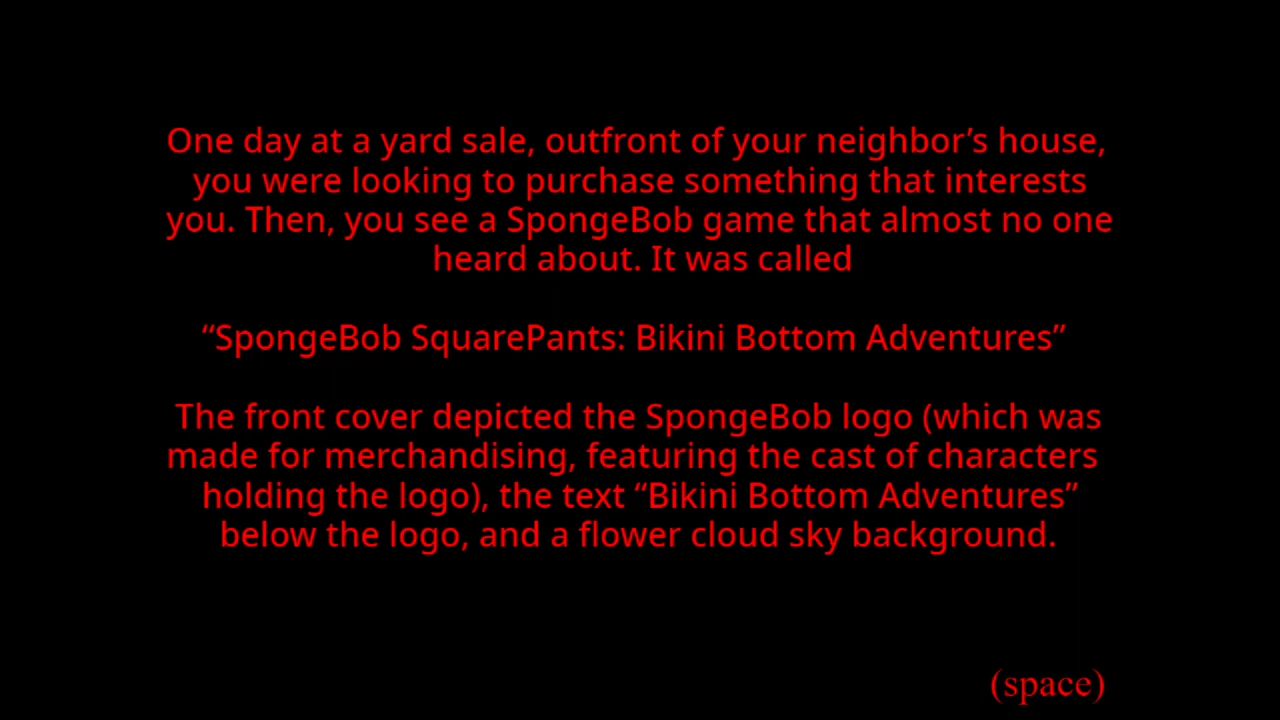 One day at a yard sale, outfront of your neighbor’s house,
you were looking to purchase something that interests
you. Then, you see a SpongeBob game that almost no one
heard about. It was called
“SpongeBob SquarePants: Bikini Bottom Adventures”
The front cover depicted the SpongeBob logo (which was
made for merchandising, featuring the cast of characters
holding the logo), the text “Bikini Bottom Adventures”
below the logo, and a flower cloud sky background.
(space)